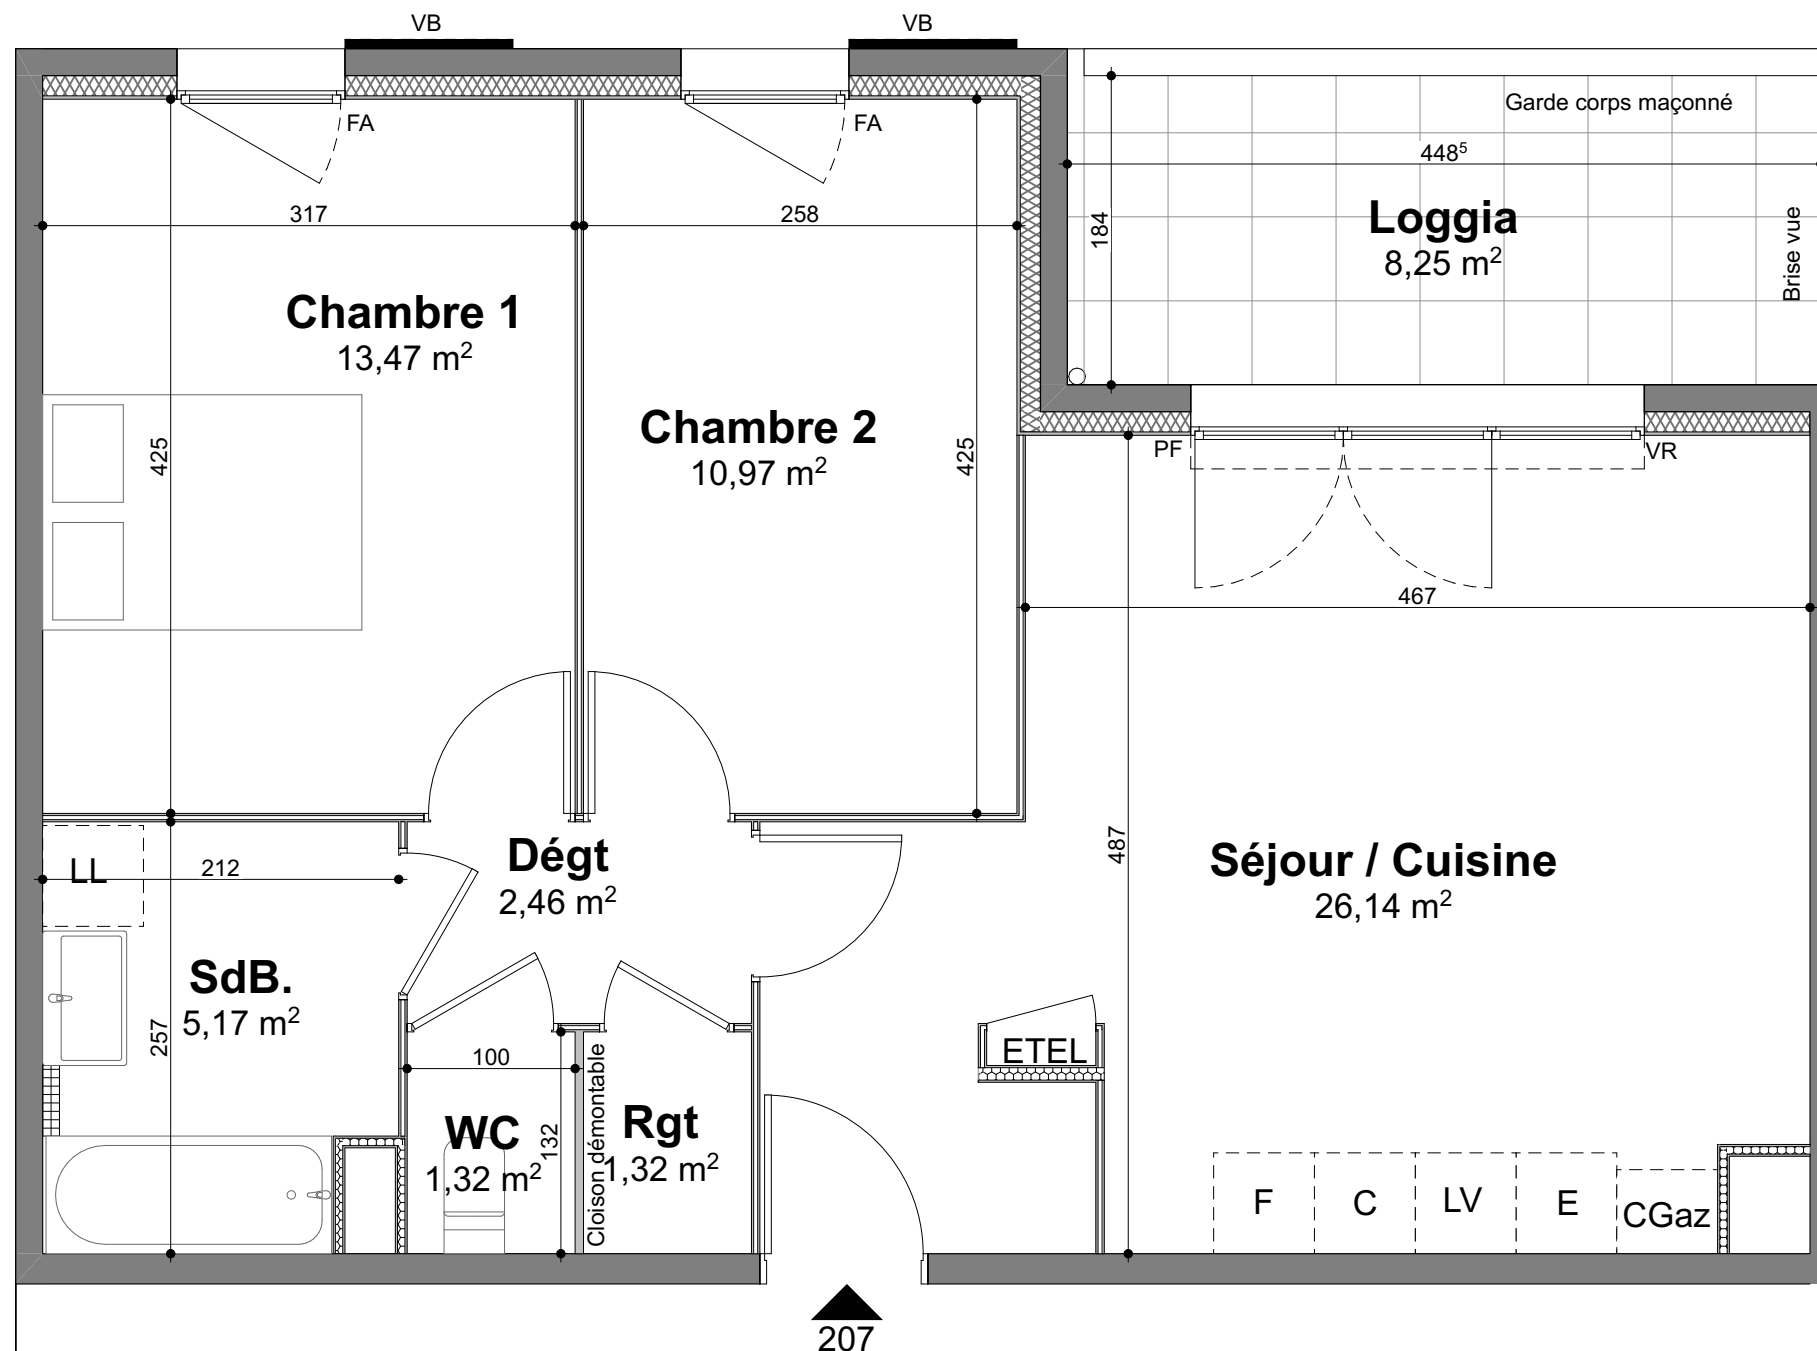 VB
VB
FA
FA
Garde corps maçonné
448⁵
317
258
184
Loggia
8,25 m²
Brise vue
Chambre 1
13,47 m²
Chambre 2
10,97 m²
425
425
PF
VR
467
LL
212
Dégt
2,46 m²
487
Séjour / Cuisine
26,14 m²
SdB.
5,17 m²
257
100
ETEL
WC
1,32 m²
132
Cloison démontable
Rgt
1,32 m²
F
C
LV
E
CGaz
207